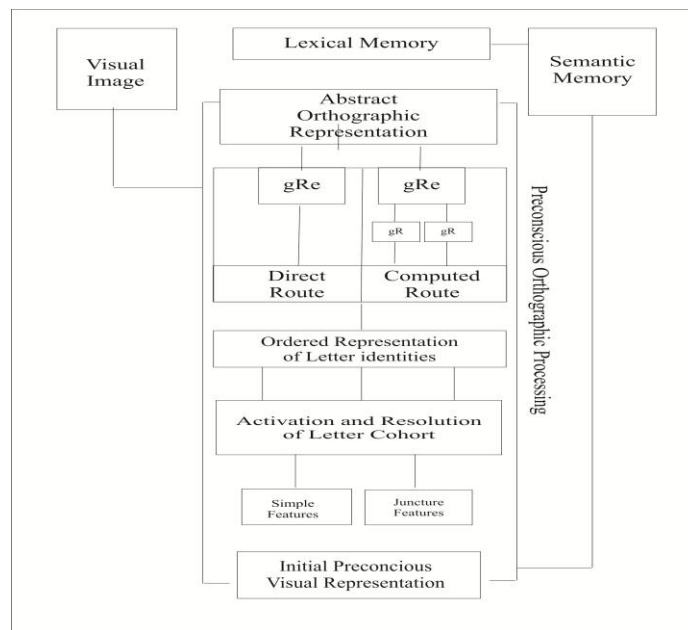 Visual
Image
Lexical Memory
Semantic
Memory
Abstract
Orthographic
Representation
gRe
gRe
gR
gR
Direct
Route
Computed
Route
Preconscious Orthographic Processing
Ordered Representation
of Letter identities
Activation and Resolution
of Letter Cohort
Simple
Features
Juncture
Features
Initial Preconcious
Visual Representation